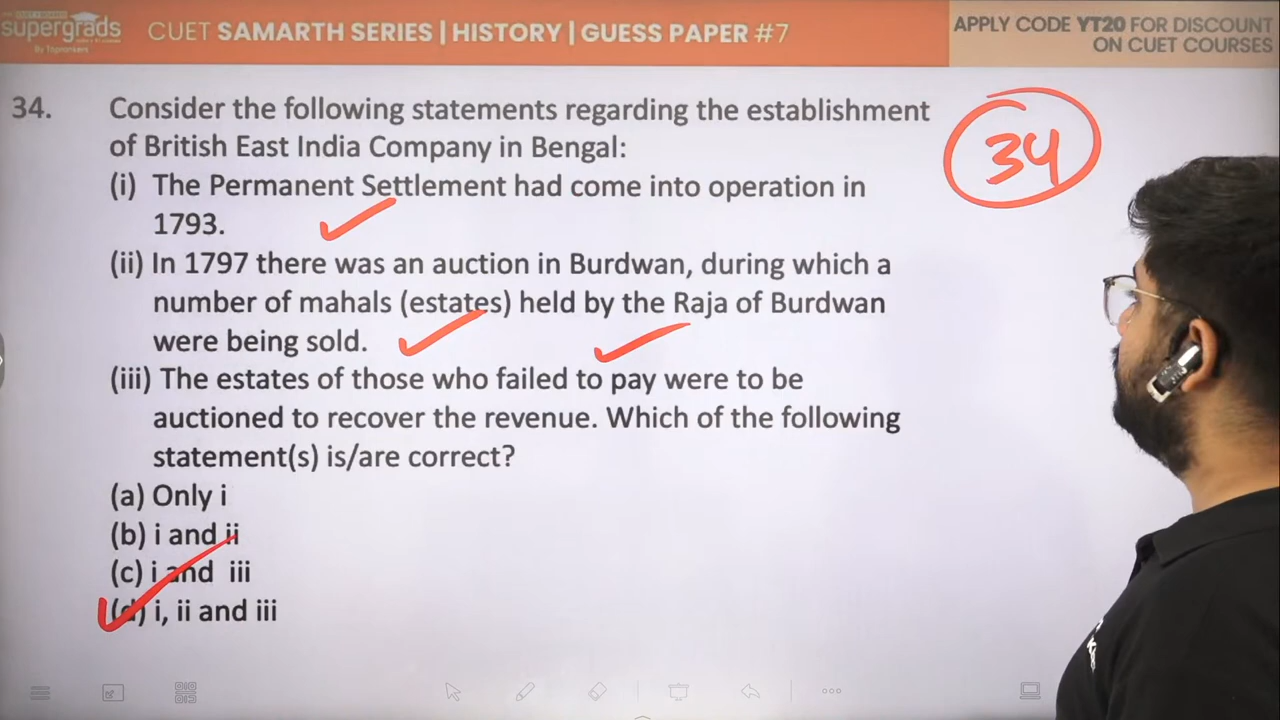 supergrads
By Toprankers
CUET SAMARTH SERIES | HISTORY | GUESS PAPER #7
APPLY CODE YT20 FOR DISCOUNT
ON CUET COURSES
34
34. Consider the following statements regarding the establishment
of British East India Company in Bengal:
(i) The Permanent Settlement had come into operation in
1793.
(ii) In 1797 there was an auction in Burdwan, during which a
number of mahals (estates) held by the Raja of Burdwan
were being sold.
(iii) The estates of those who failed to pay were to be
auctioned to recover the revenue. Which of the following
statement(s) is/are correct?
(a) Only i
(b) i and ii
(c) i and iii
(d) i, ii and iii